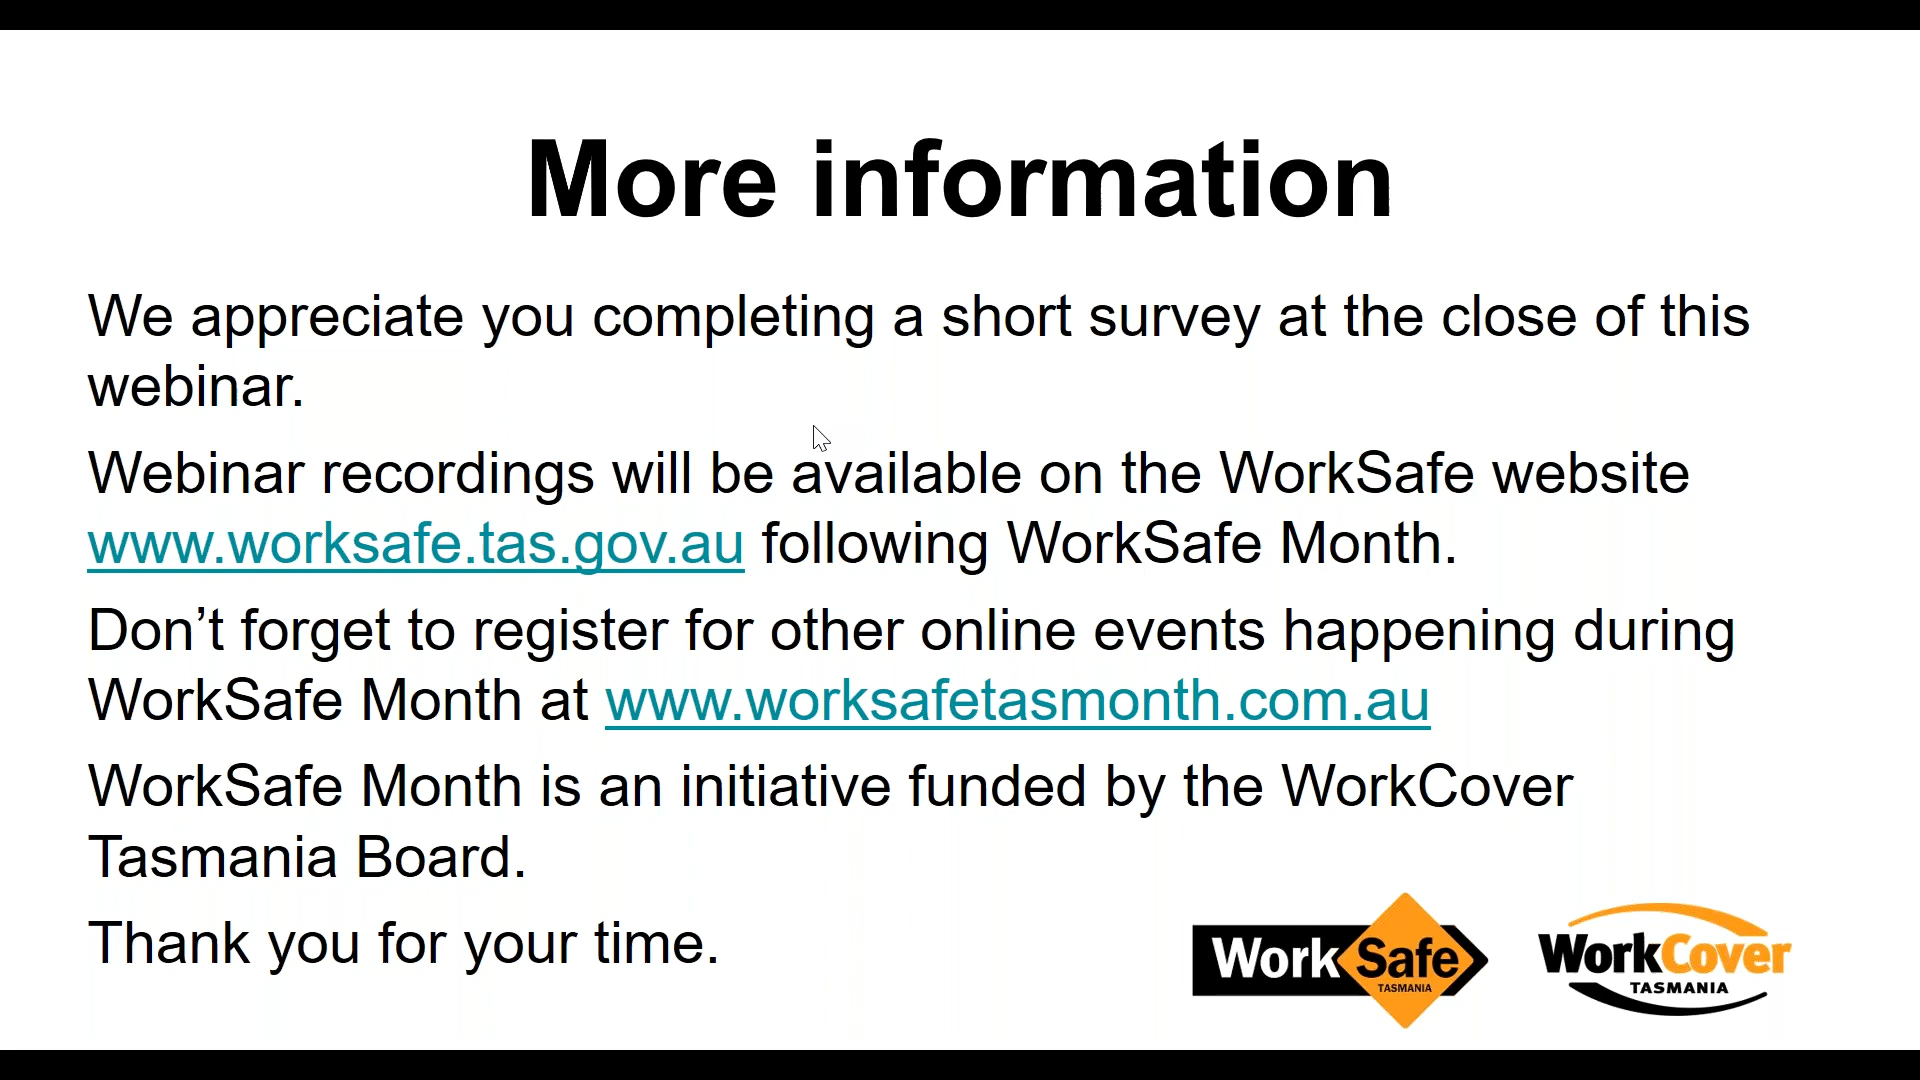 More information
We appreciate you completing a short survey at the close of this
webinar.
Webinar recordings will be available on the WorkSafe website
www.worksafe.tas.gov.au following WorkSafe Month.
Don’t forget to register for other online events happening during
WorkSafe Month at www.worksafetasmonth.com.au
WorkSafe Month is an initiative funded by the WorkCover
Tasmania Board.
Thank you for your time.
WorkSafe
TASMANIA
WorkCover
TASMANIA